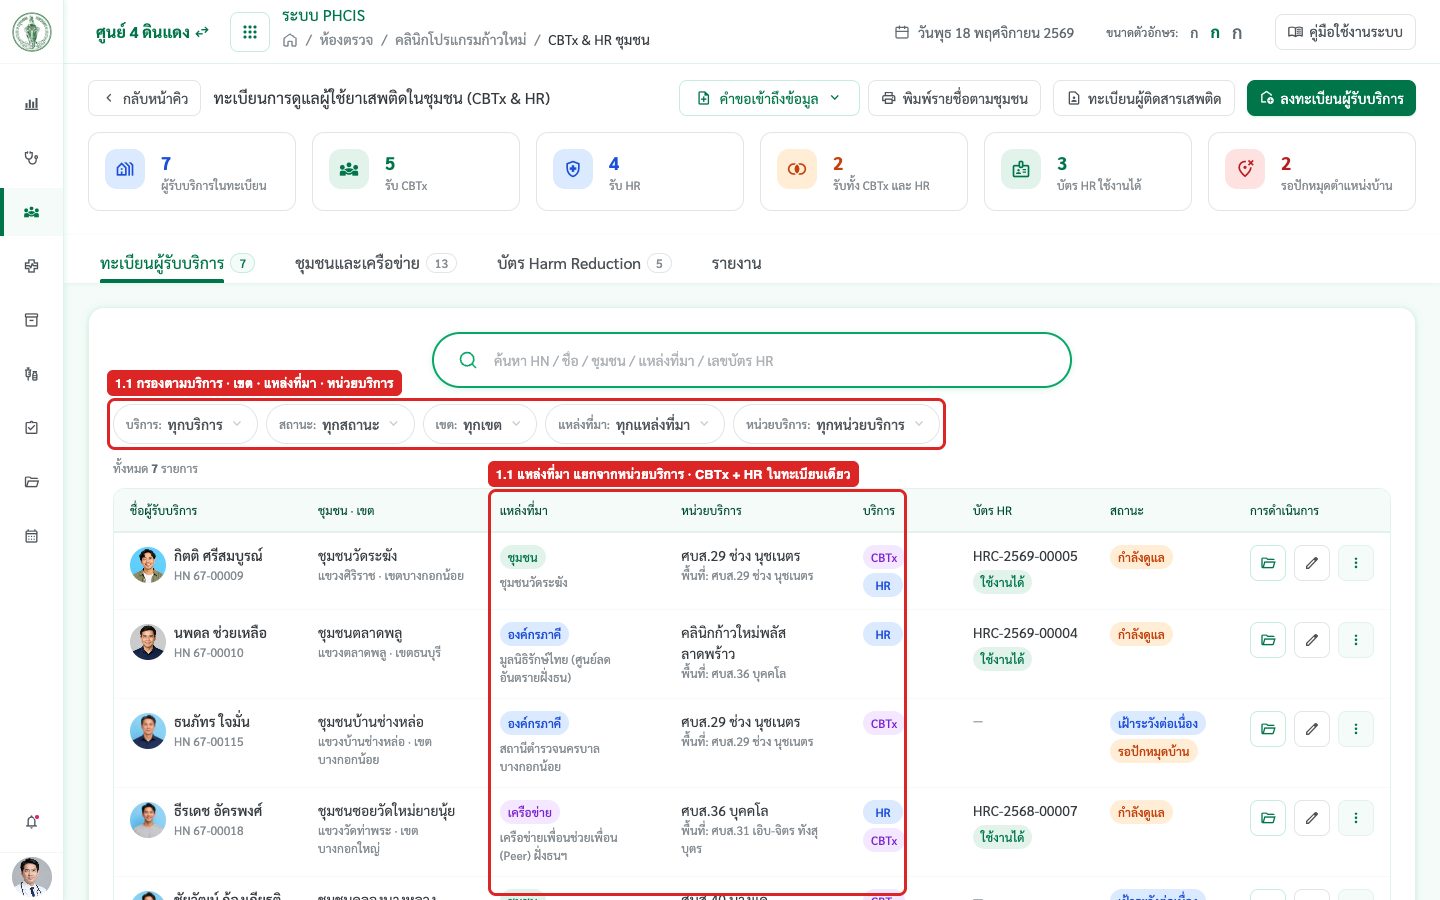 ศูนย์ 4 ดินแดง
ระบบ PHCIS
/ ห้องตรวจ / คลินิกโปรแกรมก้าวใหม่ / CBTx & HR ชุมชน
วันพุธ 18 พฤศจิกายน 2569
ขนาดตัวอักษร: ก ก ก
คู่มือใช้งานระบบ
กลับหน้าคิว
ทะเบียนการดูแลผู้ใช้ยาเสพติดในชุมชน (CBTx & HR)
คำขอเข้าถึงข้อมูล
พิมพ์รายชื่อตามชุมชน
ทะเบียนผู้ติดสารเสพติด
ลงทะเบียนผู้รับบริการ
7
ผู้รับบริการในทะเบียน
5
รับ CBTx
4
รับ HR
2
รับทั้ง CBTx และ HR
3
บัตร HR ใช้งานได้
2
รอปักหมุดตำแหน่งบ้าน
ทะเบียนผู้รับบริการ 7
ชุมชนและเครือข่าย 13
บัตร Harm Reduction 5
รายงาน
ค้นหา HN / ชื่อ / ชุมชน / แหล่งที่มา / เลขบัตร HR
1.1 กรองตามบริการ · เขต · แหล่งที่มา · หน่วยบริการ
บริการ: ทุกบริการ
สถานะ: ทุกสถานะ
เขต: ทุกเขต
แหล่งที่มา: ทุกแหล่งที่มา
หน่วยบริการ: ทุกหน่วยบริการ
ทั้งหมด 7 รายการ
1.1 แหล่งที่มา แยกจากหน่วยบริการ · CBTx + HR ในทะเบียนเดียว
ชื่อผู้รับบริการ
ชุมชน · เขต
แหล่งที่มา
หน่วยบริการ
บริการ
บัตร HR
สถานะ
การดำเนินการ
กิตติ ศรีสมบูรณ์
HN 67-00009
ชุมชนวัดระฆัง
แขวงศิริราช · เขตบางกอกน้อย
ชุมชน
ชุมชนวัดระฆัง
ศบส.29 ช่วง นุชเนตร
พื้นที่: ศบส.29 ช่วง นุชเนตร
CBTx
HR
HRC-2569-00005
ใช้งานได้
กำลังดูแล
นพดล ช่วยเหลือ
HN 67-00010
ชุมชนตลาดพลู
แขวงตลาดพลู · เขตธนบุรี
องค์กรภาคี
มูลนิธิรักษ์ไทย (ศูนย์ลด
อันตรายฝั่งธน)
คลินิกก้าวใหม่พลัส
ลาดพร้าว
พื้นที่: ศบส.36 บุคคโล
HR
HRC-2569-00004
ใช้งานได้
กำลังดูแล
ธนภัทร ใจมั่น
HN 67-00115
ชุมชนบ้านช่างหล่อ
แขวงบ้านช่างหล่อ · เขต
บางกอกน้อย
องค์กรภาคี
สถานีตำรวจนครบาล
บางกอกน้อย
ศบส.29 ช่วง นุชเนตร
พื้นที่: ศบส.29 ช่วง นุชเนตร
CBTx
—
เฝ้าระวังต่อเนื่อง
รอปักหมุดบ้าน
ธีรเดช อัครพงศ์
HN 67-00018
ชุมชนซอยวัดใหม่ยายนุ้ย
แขวงวัดท่าพระ · เขต
บางกอกใหญ่
เครือข่าย
เครือข่ายเพื่อนช่วยเพื่อน
(Peer) ฝั่งธนฯ
ศบส.36 บุคคโล
พื้นที่: ศบส.31 เอิบ-จิตร ทังสุ
บุตร
HR
CBTx
HRC-2568-00007
ใช้งานได้
กำลังดูแล